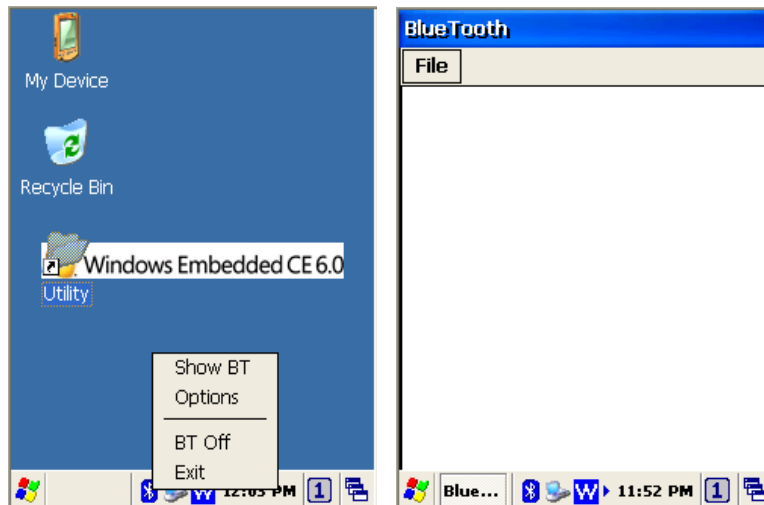 My Device
Recycle Bin
Windows Embedded CE 6.0
Utility
Show BT
Options
BT Off
Exit
W 12:03 PM 1
BlueTooth
File
Blue... W 11:52 PM 1